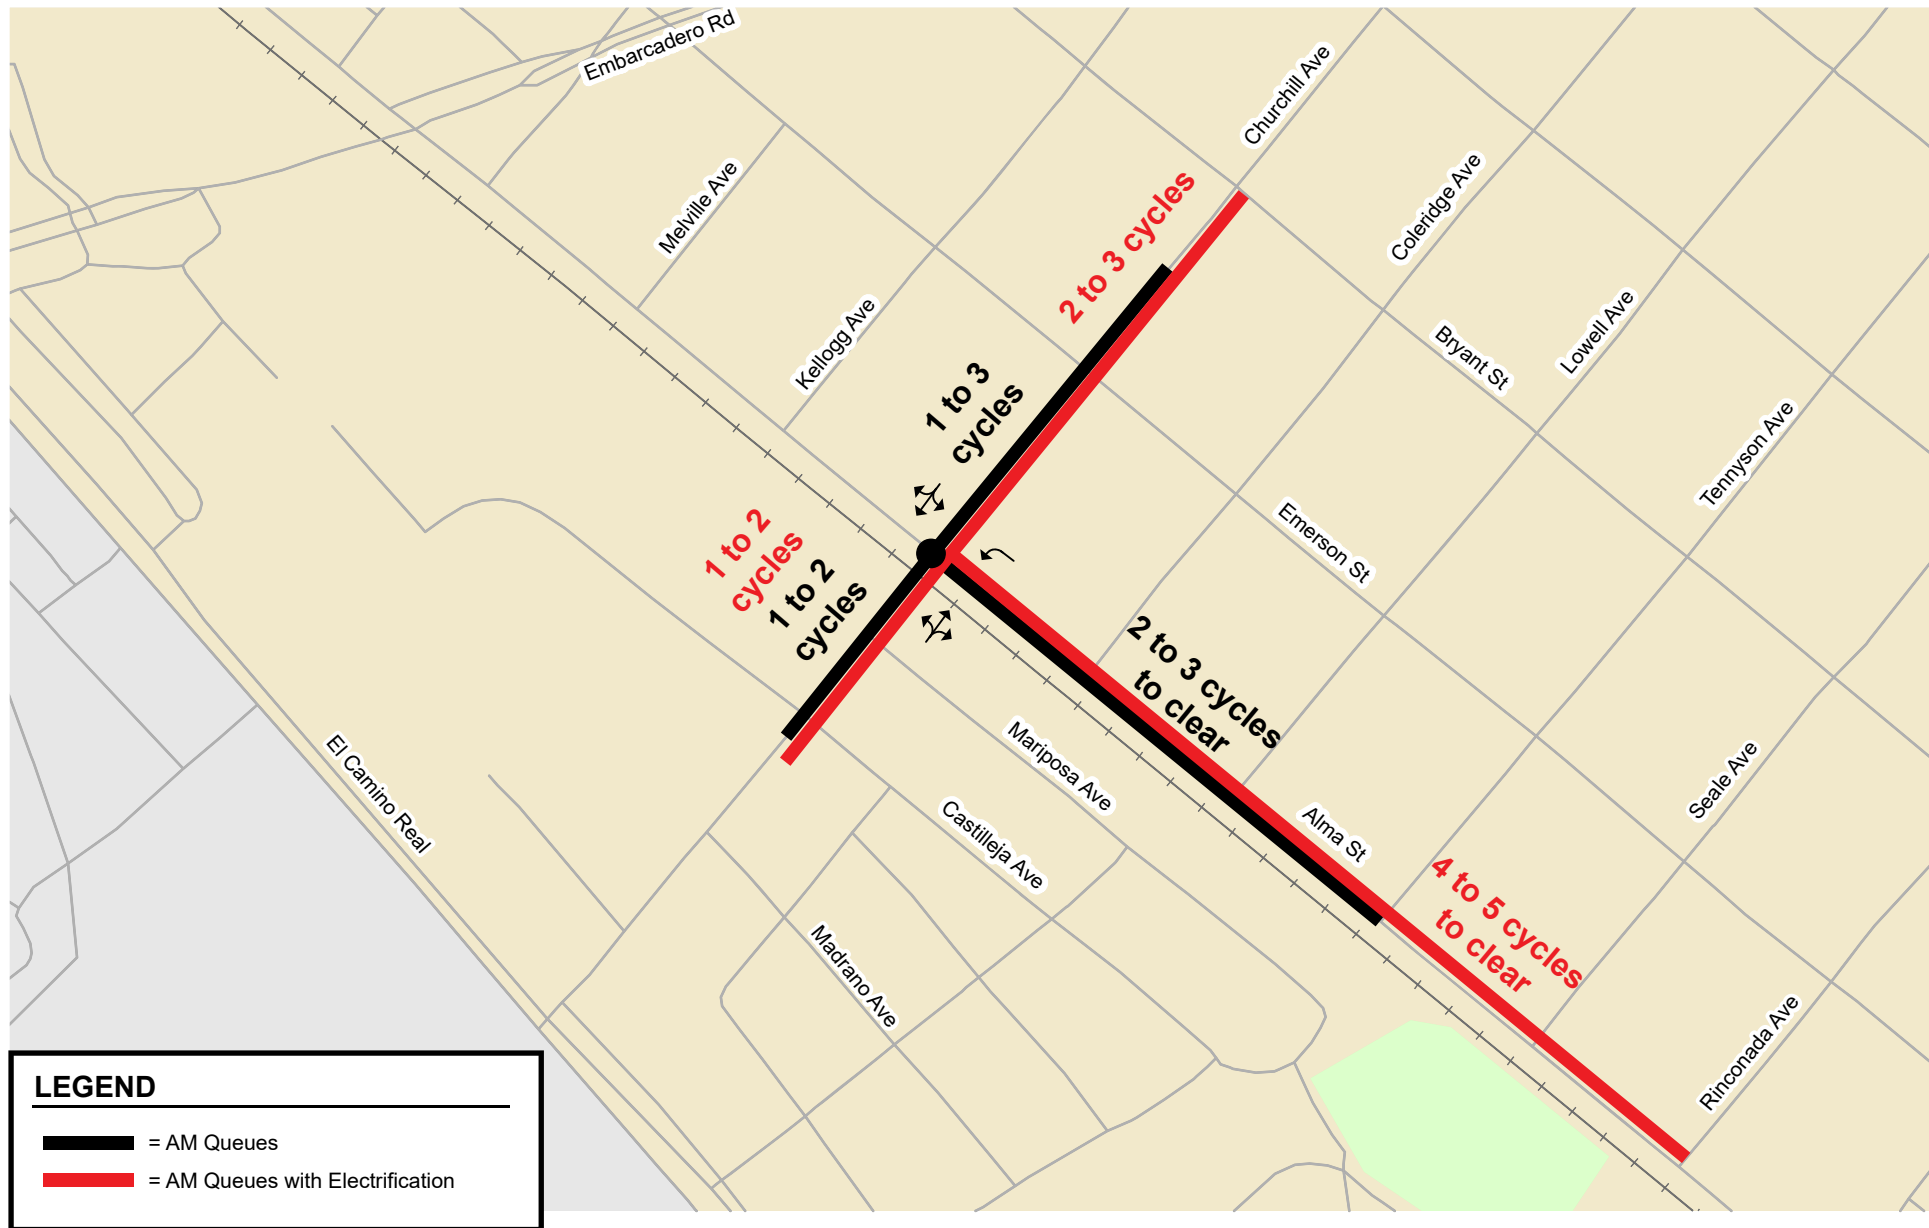 Embarcadero Rd
Churchill Ave
Melville Ave
Coleridge Ave
2 to 3 cycles
Kellogg Ave
Lowell Ave
Bryant St
1 to 3
cycles
Tennyson Ave
Emerson St
1 to 2
cycles
1 to 2
cycles
2 to 3 cycles
to clear
Mariposa Ave
El Camino Real
Seale Ave
Alma St
Castilleja Ave
4 to 5 cycles
to clear
Madrano Ave
Rinconada Ave
LEGEND
= AM Queues
= AM Queues with Electrification